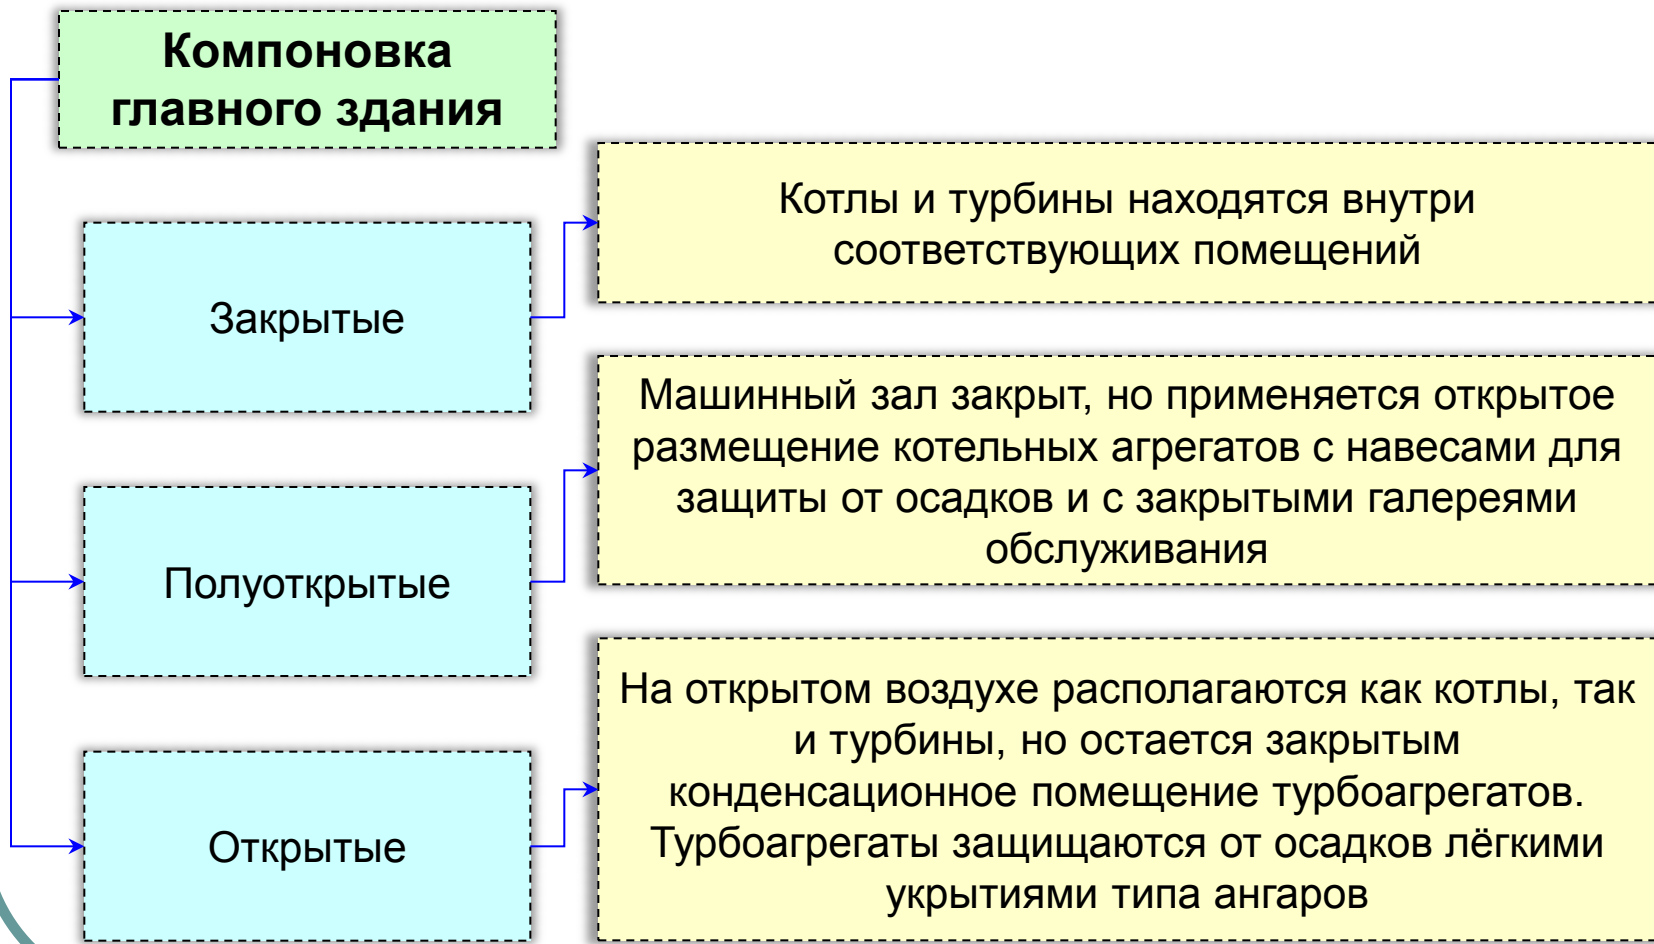 Компоновка
главного здания
Закрытые
Котлы и турбины находятся внутри
соответствующих помещений
Полуоткрытые
Машинный зал закрыт, но применяется открытое
размещение котельных агрегатов с навесами для
защиты от осадков и с закрытыми галереями
обслуживания
Открытые
На открытом воздухе располагаются как котлы, так
и турбины, но остается закрытым
конденсационное помещение турбоагрегатов.
Турбоагрегаты защищаются от осадков лёгкими
укрытиями типа ангаров